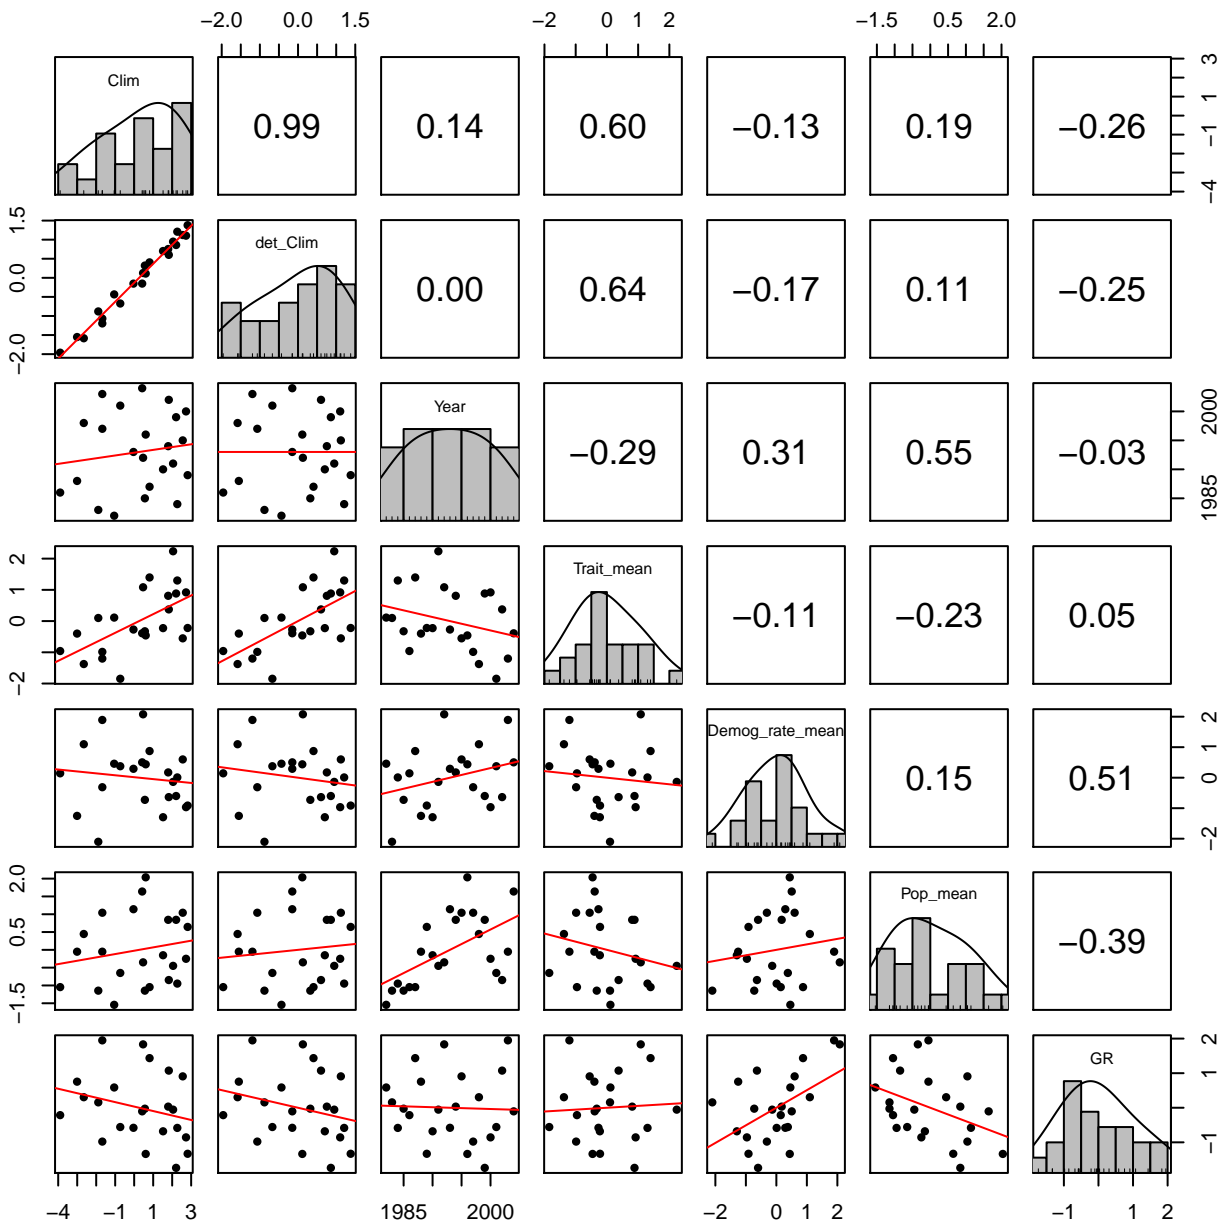 −2.0 0.0 1.5 −2 0 1 2 −1.5 0.5 2.0
Clim 0.99 0.14 0.60 −0.13 0.19 −0.26 −4 −1 1 3
−2.0 0.0 1.5 det_Clim 0.00 0.64 −0.17 0.11 −0.25
Year −0.29 0.31 0.55 −0.03 1985 2000
−2 0 1 2 Trait_mean −0.11 −0.23 0.05
Demog_rate_mean 0.15 0.51 −2 0 1 2
−1.5 0.5 2.0 Pop_mean −0.39
GR −1 1 2
−4 −1 1 3 1985 2000 −2 0 1 2 −1 1 2